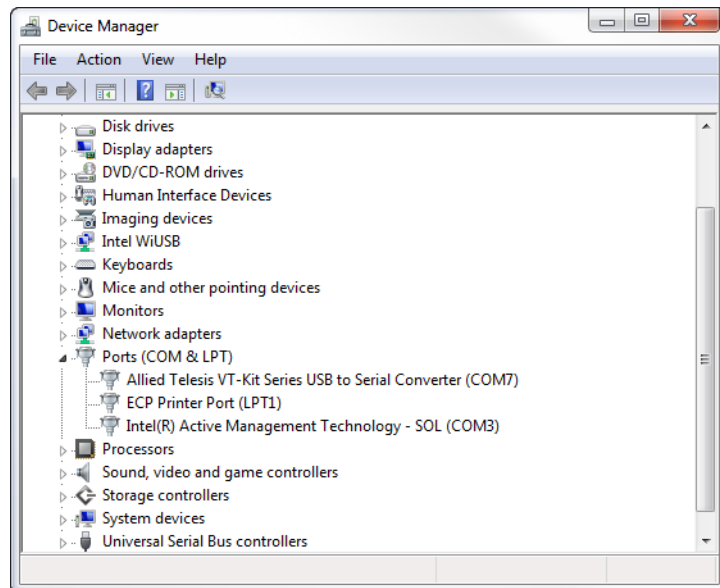 Device Manager
File Action View Help
Disk drives
Display adapters
DVD/CD-ROM drives
Human Interface Devices
Imaging devices
Intel WiUSB
Keyboards
Mice and other pointing devices
Monitors
Network adapters
Ports (COM & LPT)
Allied Telesis VT-Kit Series USB to Serial Converter (COM7)
ECP Printer Port (LPT1)
Intel(R) Active Management Technology - SOL (COM3)
Processors
Sound, video and game controllers
Storage controllers
System devices
Universal Serial Bus controllers